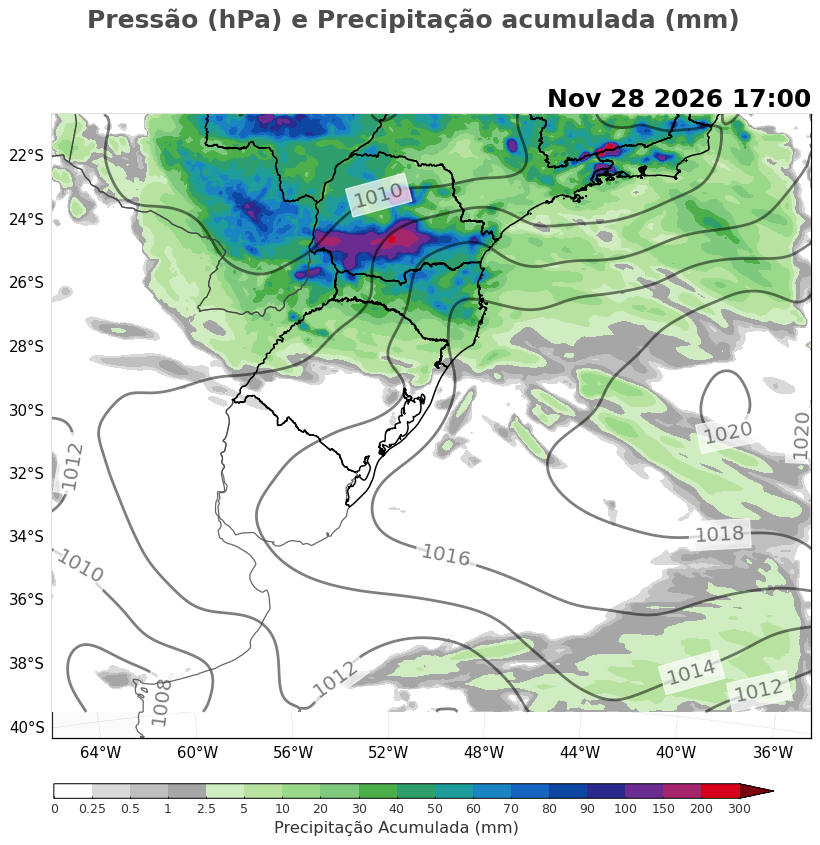 Pressão (hPa) e Precipitação acumulada (mm)
Nov 28 2026 17:00
22°S
24°S
26°S
28°S
30°S
32°S
34°S
36°S
38°S
40°S
1010
1020
1020
1012
1018
1016
1010
1014
1012
1012
1008
64°W 60°W 56°W 52°W 48°W 44°W 40°W 36°W
0 0.25 0.5 1 2.5 5 10 20 30 40 50 60 70 80 90 100 150 200 300
Precipitação Acumulada (mm)